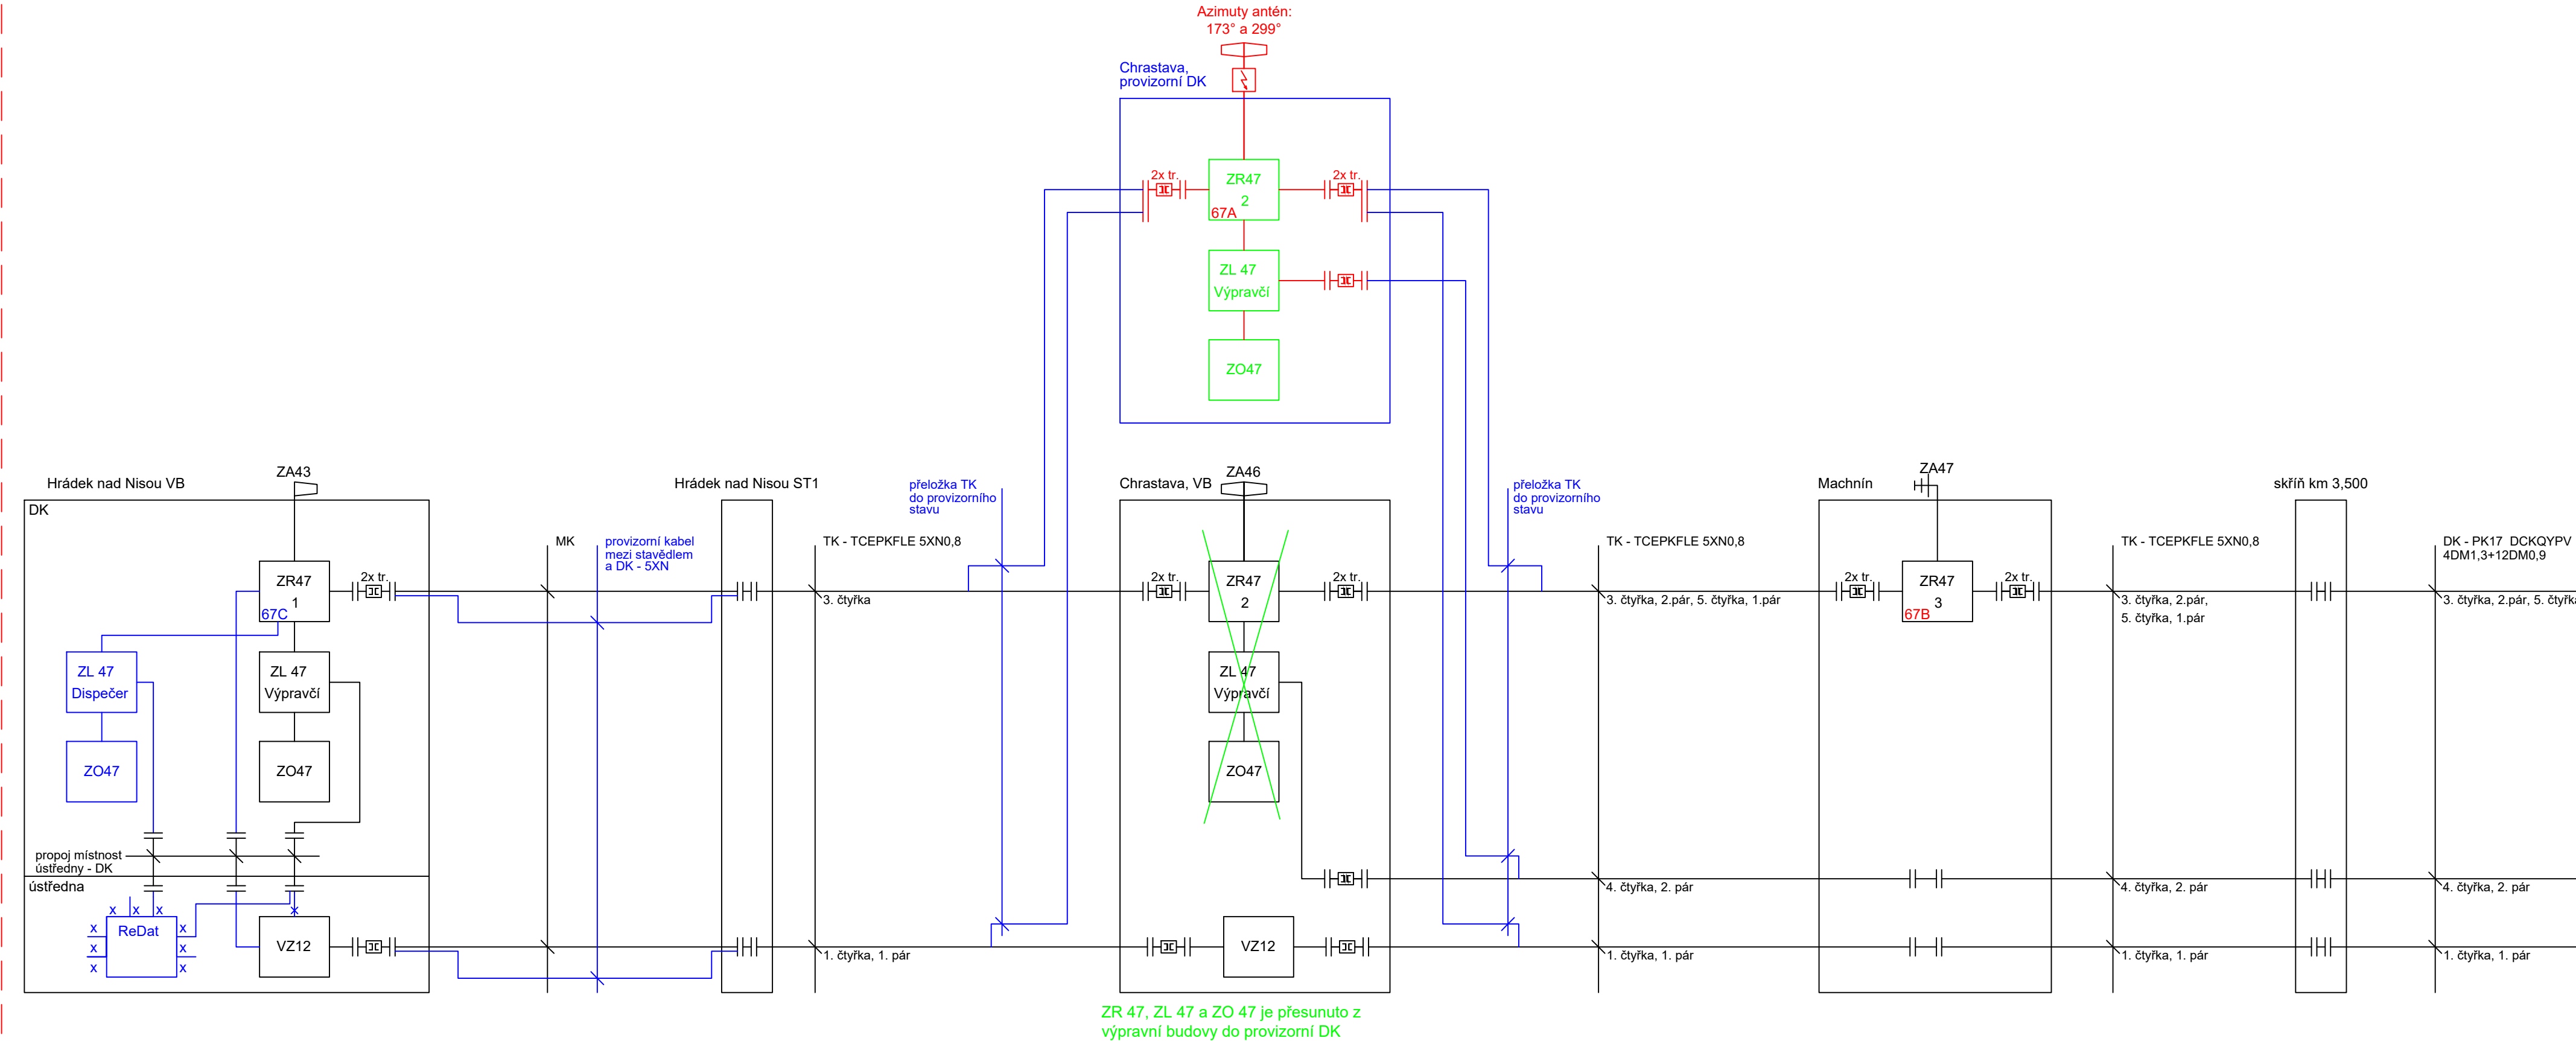 Azimuty antén:
173° a 299°
Chrastava,
provizorní DK
2x tr.
ZR47
2
67A
2x tr.
ZL 47
Výpravčí
ZO47
Hrádek nad Nisou VB
ZA43
DK
ZR47
1
67C
2x tr.
ZL 47
Dispečer
ZL 47
Výpravčí
ZO47
ZO47
propoj místnost
ústředny - DK
ústředna
x x x
x
x
x
x
x
x
x
ReDat
VZ12
MK
provizorní kabel
mezi stavědlem
a DK - 5XN
Hrádek nad Nisou ST1
TK - TCEPKFLE 5XN0,8
3. čtyřka
1. čtyřka, 1. pár
přeložka TK
do provizorního
stavu
Chrastava, VB
ZA46
2x tr.
ZR47
2
2x tr.
ZL 47
Výpravčí
ZO47
VZ12
ZR 47, ZL 47 a ZO 47 je přesunuto z
výpravní budovy do provizorní DK
přeložka TK
do provizorního
stavu
TK - TCEPKFLE 5XN0,8
3. čtyřka, 2.pár, 5. čtyřka, 1.pár
4. čtyřka, 2. pár
1. čtyřka, 1. pár
Machnín
ZA47
2x tr.
ZR47
3
67B
2x tr.
TK - TCEPKFLE 5XN0,8
3. čtyřka, 2.pár,
5. čtyřka, 1.pár
4. čtyřka, 2. pár
1. čtyřka, 1. pár
skříň km 3,500
DK - PK17 DCKQYPV
4DM1,3+12DM0,9
3. čtyřka, 2.pár, 5. čtyřk
4. čtyřka, 2. pár
1. čtyřka, 1. pár